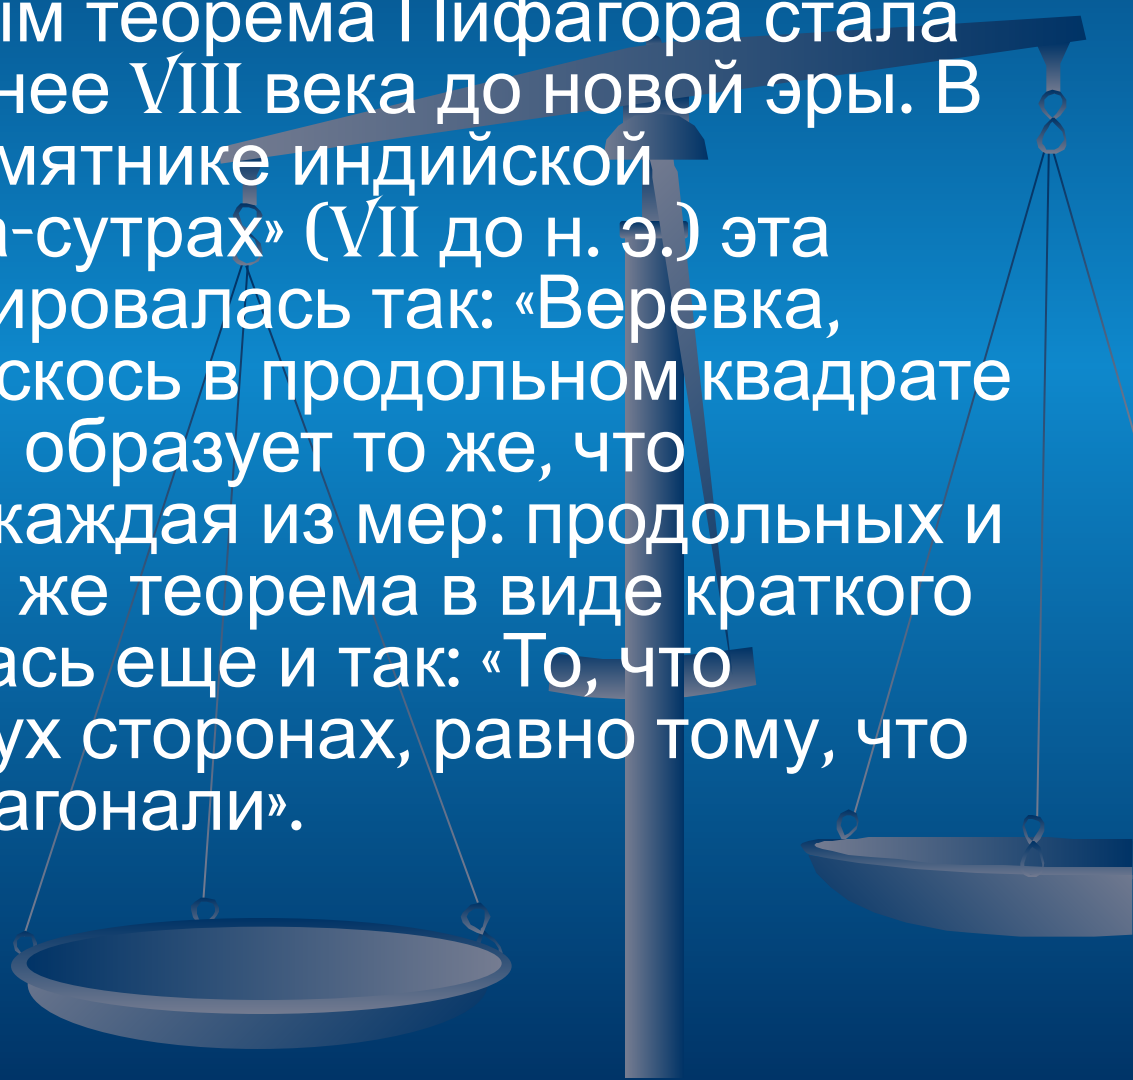 ым теорема Пифагора стала
нее VIII века до новой эры. В
мятнике индийской
а-сутрах» (VII до н. э.) эта
ировалась так: «Веревка,
скось в продольном квадрате
образует то же, что
каждая из мер: продольных и
же теорема в виде краткого
ась еще и так: «То, что
ух сторонах, равно тому, что
агонали».